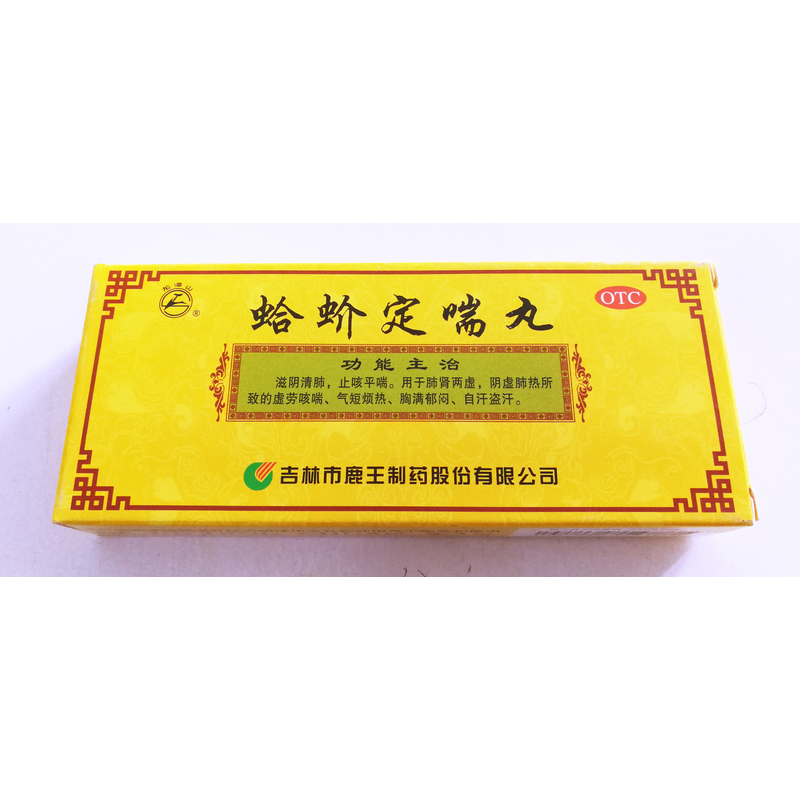 蛤蚧定喘丸
OTC
®
功能主治
滋阴清肺，止咳平喘。用于肺肾两虚，阴虚肺热所
致的虚劳咳喘、气短烦热、胸满郁闷、自汗盗汗。
吉林市鹿王制药股份有限公司